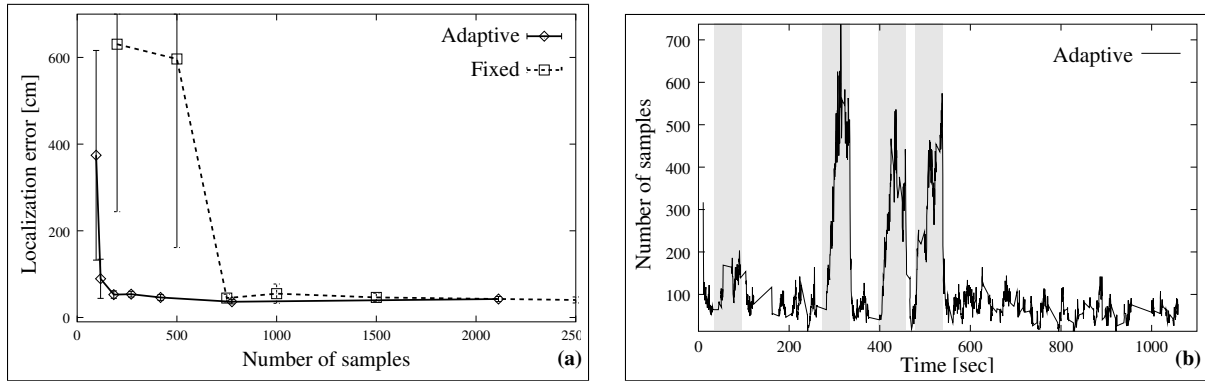 Localization error [cm]
600
400
200
0
Adaptive
Fixed
0 500 1000 1500 2000 2500
Number of samples
(a)
Number of samples
700
600
500
400
300
200
100
Adaptive
0 200 400 600 800 1000
Time [sec]
(b)